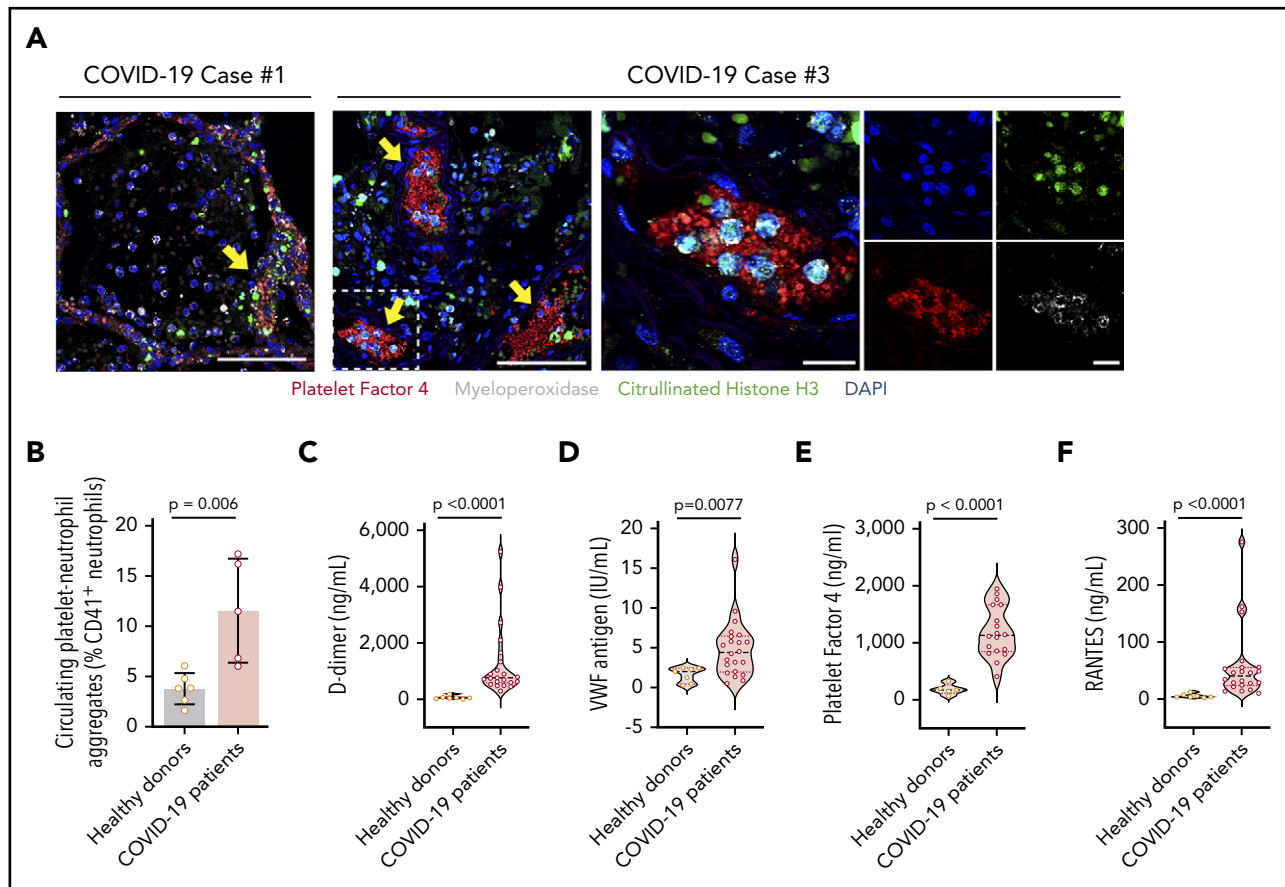 A
COVID-19 Case #1
COVID-19 Case #3
Platelet Factor 4 Myeloperoxidase Citrullinated Histone H3 DAPI
B
Circulating platelet-neutrophil
aggregates (% CD41+ neutrophils)
20
15
10
5
0
p = 0.006
Healthy donors
COVID-19 patients
C
D-dimer (ng/mL)
6,000
4,000
2,000
0
p <0.0001
Healthy donors
COVID-19 patients
D
VWF antigen (IU/mL)
20
15
10
5
0
−5
p=0.0077
Healthy donors
COVID-19 patients
E
Platelet Factor 4 (ng/ml)
3,000
2,000
1,000
0
p < 0.0001
Healthy donors
COVID-19 patients
F
RANTES (ng/mL)
300
200
100
0
p <0.0001
Healthy donors
COVID-19 patients